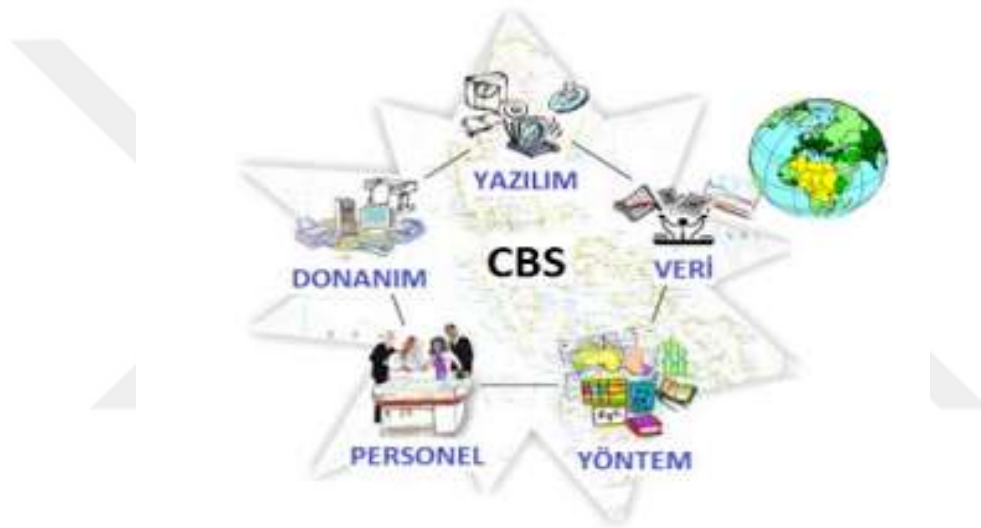 YAZILIM
CBS
DONANIM
VERİ
PERSONEL
YÖNTEM